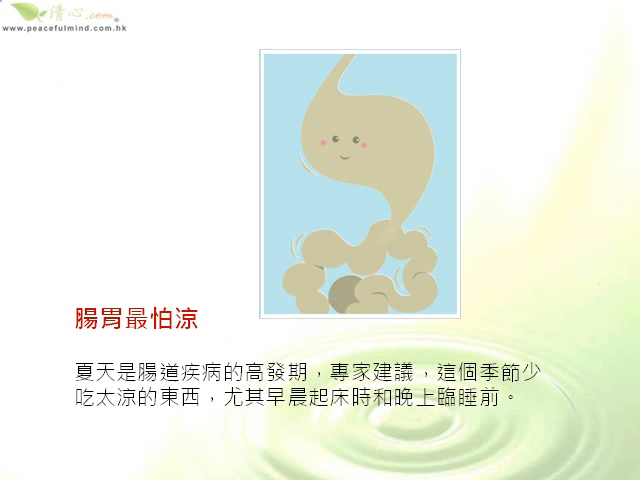 清心.com
www.peacefulmind.com.hk
腸胃最怕涼
夏天是腸道疾病的高發期，專家建議，這個季節少
吃太涼的東西，尤其早晨起床時和晚上臨睡前。